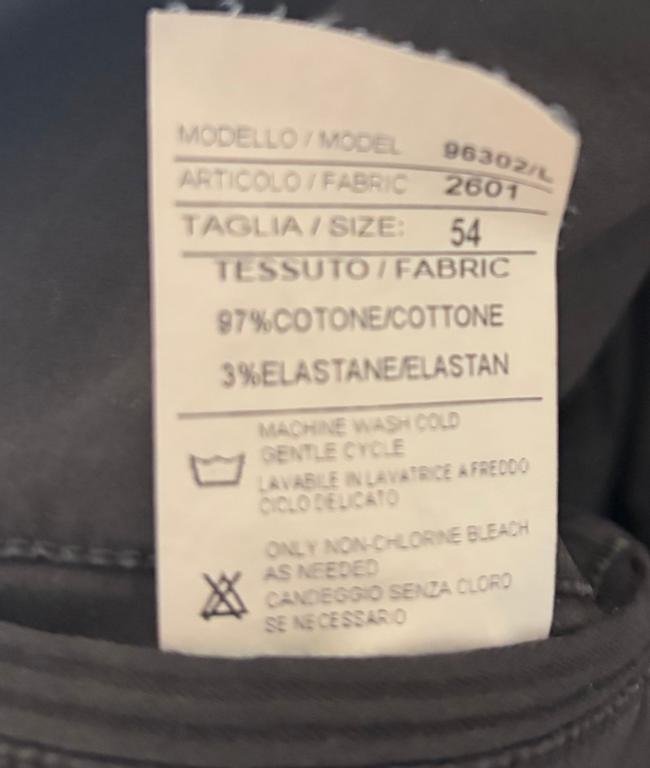 MODELLO / MODEL 96302/L
ARTICOLO / FABRIC 2601
TAGLIA / SIZE: 54
TESSUTO / FABRIC
97%COTONE/COTTONE
3%ELASTANE/ELASTAN
MACHINE WASH COLD
GENTLE CYCLE
LAVABILE IN LAVATRICE A FREDDO
CICLO DELICATO
ONLY NON-CHLORINE BLEACH
AS NEEDED
CANDEGGIO SENZA CLORO
SE NECESSARIO